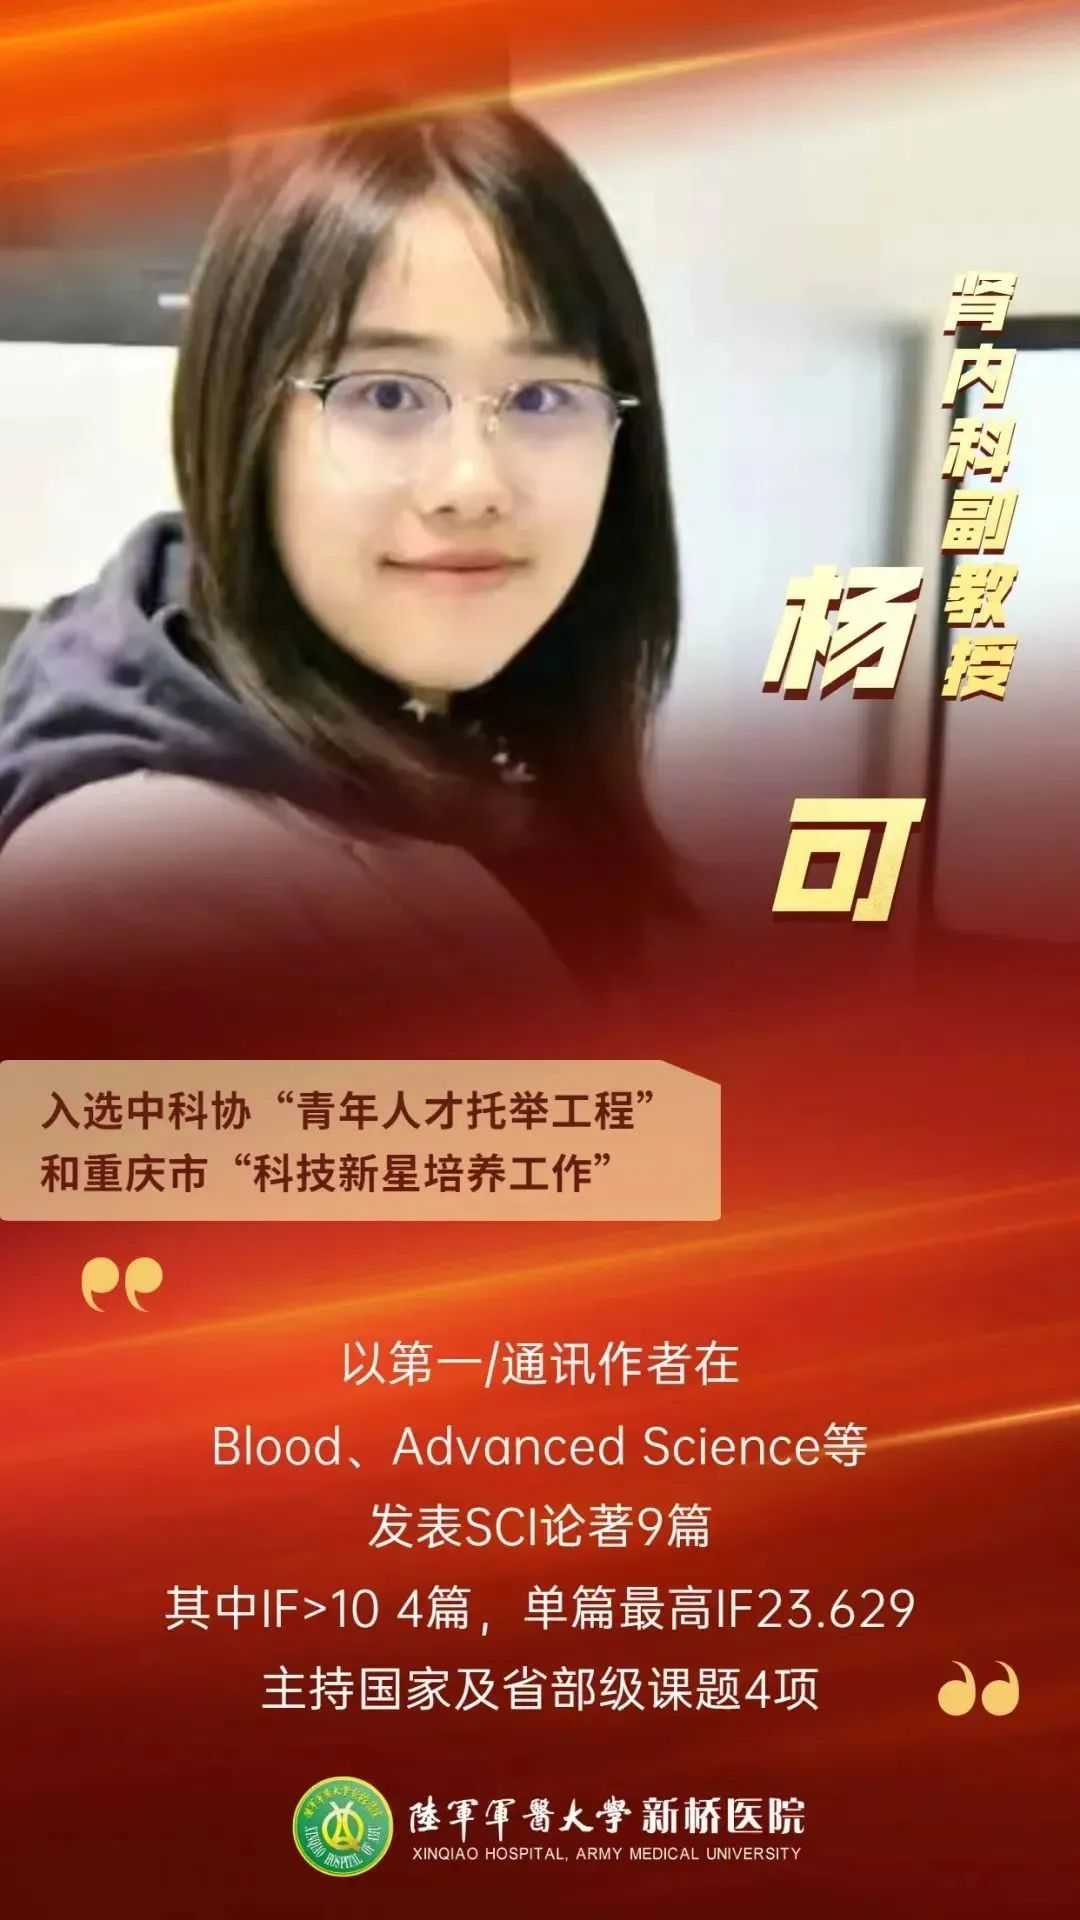 肾内科副教授
杨可
入选中科协“青年人才托举工程”
和重庆市“科技新星培养工作”
以第一/通讯作者在
Blood、Advanced Science等
发表SCI论著9篇
其中IF>10 4篇，单篇最高IF23.629
主持国家及省部级课题4项
陸軍軍醫大學新桥医院
XINQIAO HOSPITAL, ARMY MEDICAL UNIVERSITY